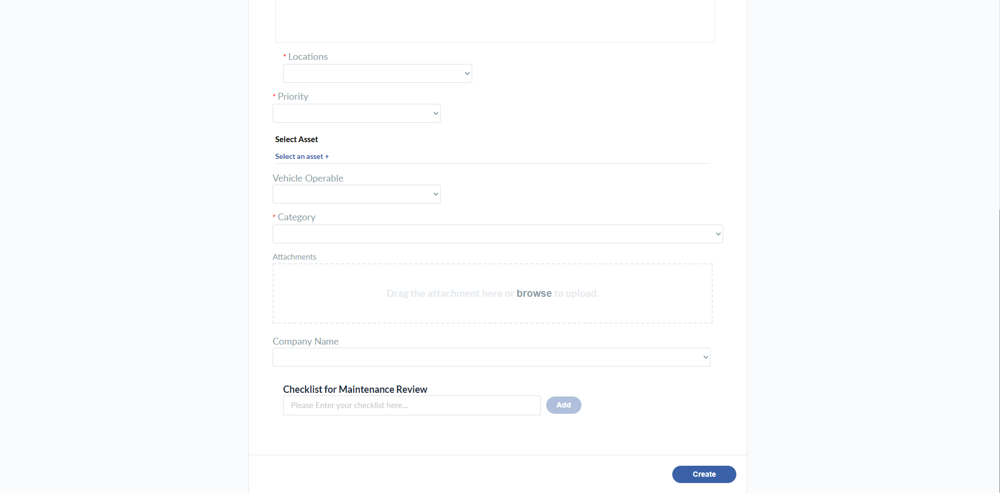 * Locations
* Priority
Select Asset
Select an asset +
Vehicle Operable
* Category
Attachments
Drag the attachment here or browse to upload.
Company Name
Checklist for Maintenance Review
Please Enter your checklist here...
Add
Create